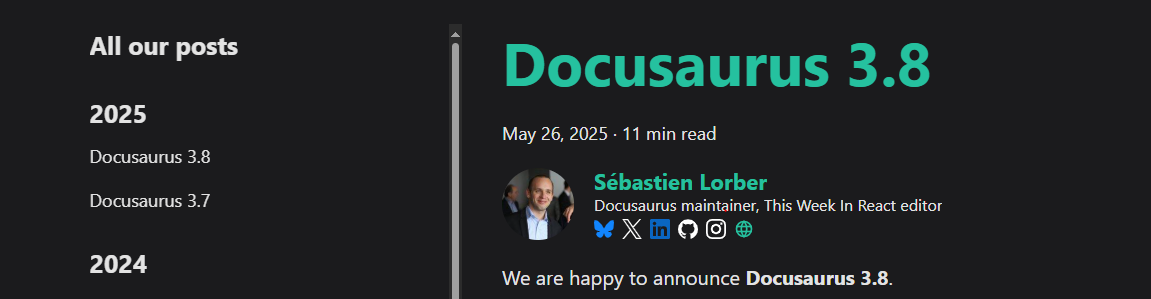 All our posts
2025
Docusaurus 3.8
Docusaurus 3.7
2024
Docusaurus 3.8
May 26, 2025 · 11 min read
Sébastien Lorber
Docusaurus maintainer, This Week In React editor
We are happy to announce Docusaurus 3.8.